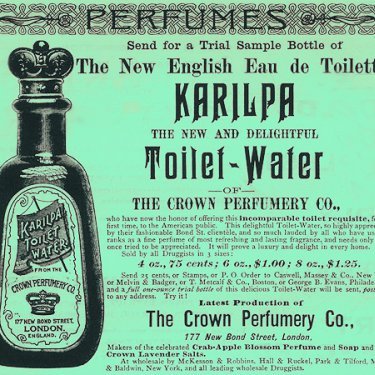 PERFUMES
Send for a Trial Sample Bottle of
The New English Eau de Toilett
KARILPA
THE NEW AND DELIGHTFUL
Toilet-Water
—OF—
THE CROWN PERFUMERY CO.,
who have now the honor of offering this incomparable toilet requisite, f
first time, to the American public. This delightful Toilet-Water, so highly appre
by their fashionable Bond St. clientèle, and so much lauded by all who have us
ranks as a fine perfume of most refreshing and lasting fragrance, and needs only
once tried to be appreciated. It will prove a luxury and delight in every home.
Sold by all Druggists in 3 sizes:
4 oz., 75 cents; 6 oz., $1.00; 8 oz., $1.25.
Send 25 cents, or Stamps, or P. O. Order to Caswell, Massey & Co., New
or Melvin & Badger, or T. Metcalf & Co., Boston, or George B. Evans, Philade
and a full one-ounce trial bottle of this delicious Toilet-Water will be sent, post
to any address. Try it!
Latest Production of
The Crown Perfumery Co.,
177 New Bond Street, London,
Makers of the celebrated Crab-Apple Blossom Perfume and Soap and
Crown Lavender Salts.
At wholesale by McKesson & Robbins, Hall & Ruckel, Park & Tilford, M
& Baldwin, New York, and all leading wholesale Druggists.
KARILPA
TOILET
WATER.
FROM THE
CROWN PERFUMERY CO.
177 NEW BOND STREET,
LONDON.
ENGLAND.